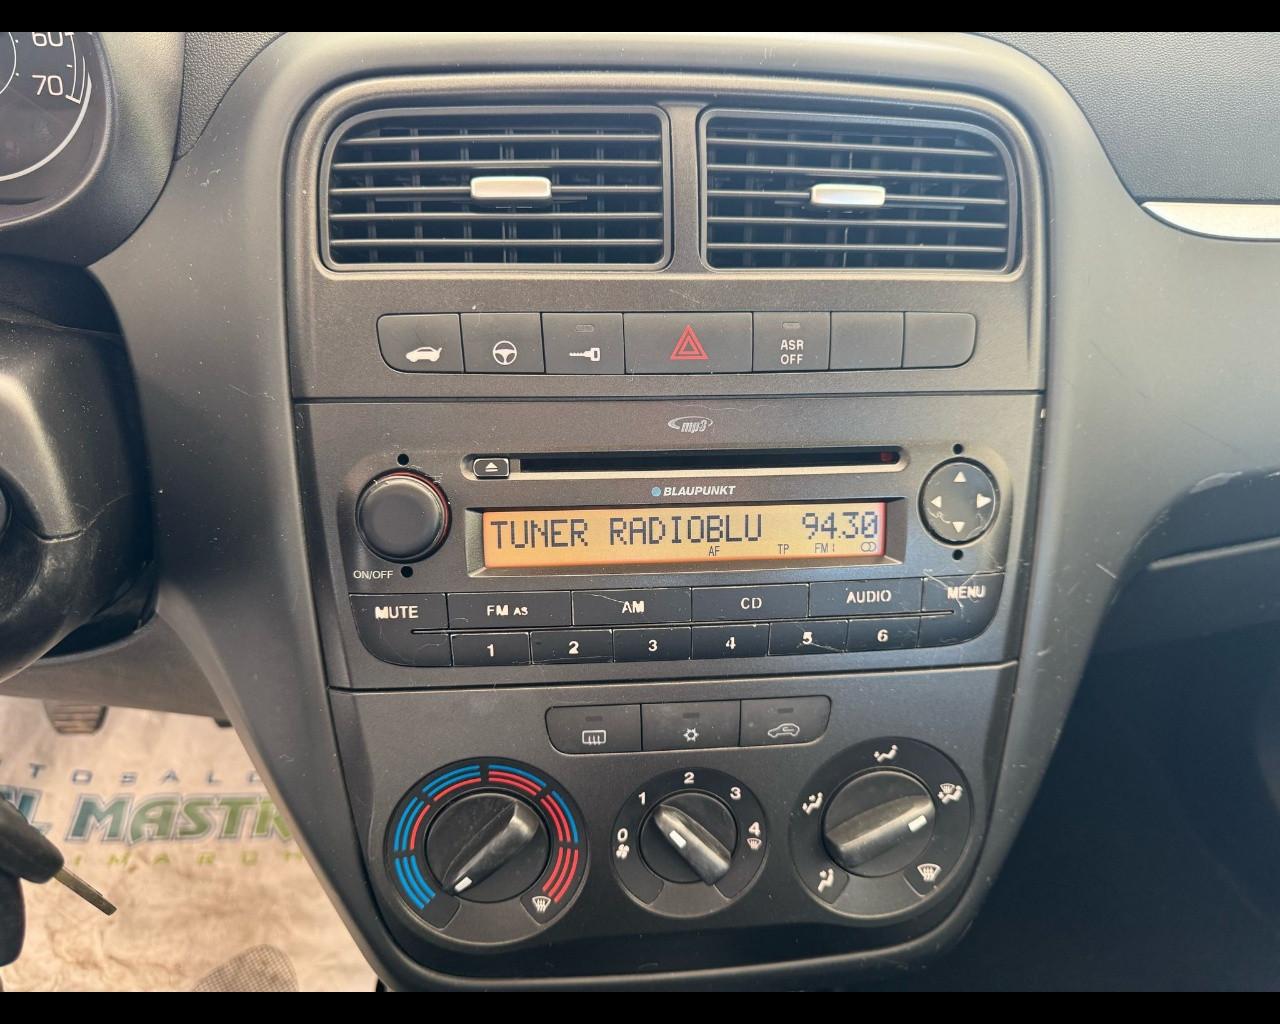 60
70
ASR
OFF
mp3
BLAUPUNKT
TUNER RADIOBLU 94.30
AF TP FM1
ON/OFF
MUTE FM AS AM CD AUDIO MENU
1 2 3 4 5 6
0 1 2 3 4
MASTR